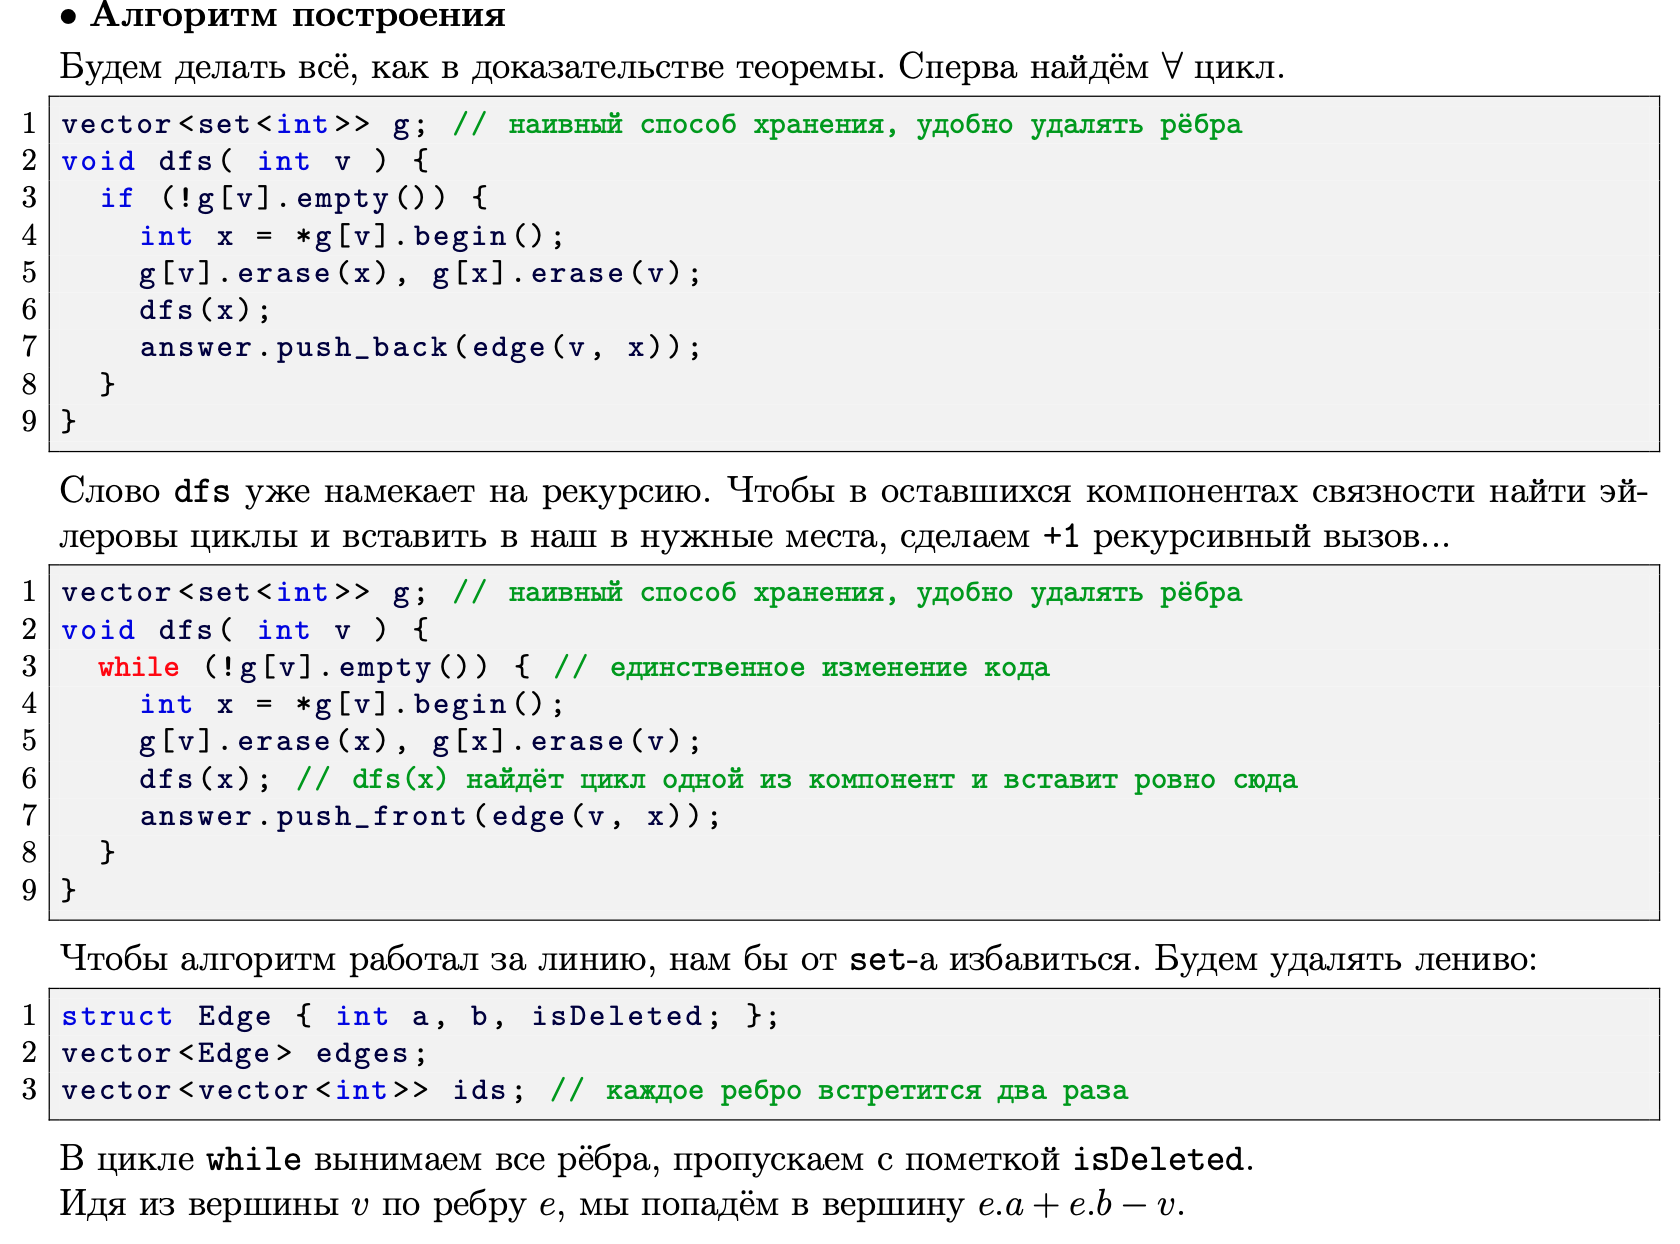 • Алгоритм построения
Будем делать всё, как в доказательстве теоремы. Сперва найдём ∀ цикл.
1 vector<set<int>> g; // наивный способ хранения, удобно удалять рёбра
2 void dfs( int v ) {
3   if (!g[v].empty()) {
4     int x = *g[v].begin();
5     g[v].erase(x), g[x].erase(v);
6     dfs(x);
7     answer.push_back(edge(v, x));
8   }
9 }
Слово dfs уже намекает на рекурсию. Чтобы в оставшихся компонентах связности найти эй-
леровы циклы и вставить в наш в нужные места, сделаем +1 рекурсивный вызов...
1 vector<set<int>> g; // наивный способ хранения, удобно удалять рёбра
2 void dfs( int v ) {
3   while (!g[v].empty()) { // единственное изменение кода
4     int x = *g[v].begin();
5     g[v].erase(x), g[x].erase(v);
6     dfs(x); // dfs(x) найдёт цикл одной из компонент и вставит ровно сюда
7     answer.push_front(edge(v, x));
8   }
9 }
Чтобы алгоритм работал за линию, нам бы от set-а избавиться. Будем удалять лениво:
1 struct Edge { int a, b, isDeleted; };
2 vector<Edge> edges;
3 vector<vector<int>> ids; // каждое ребро встретится два раза
В цикле while вынимаем все рёбра, пропускаем с пометкой isDeleted.
Идя из вершины v по ребру e, мы попадём в вершину e.a + e.b − v.